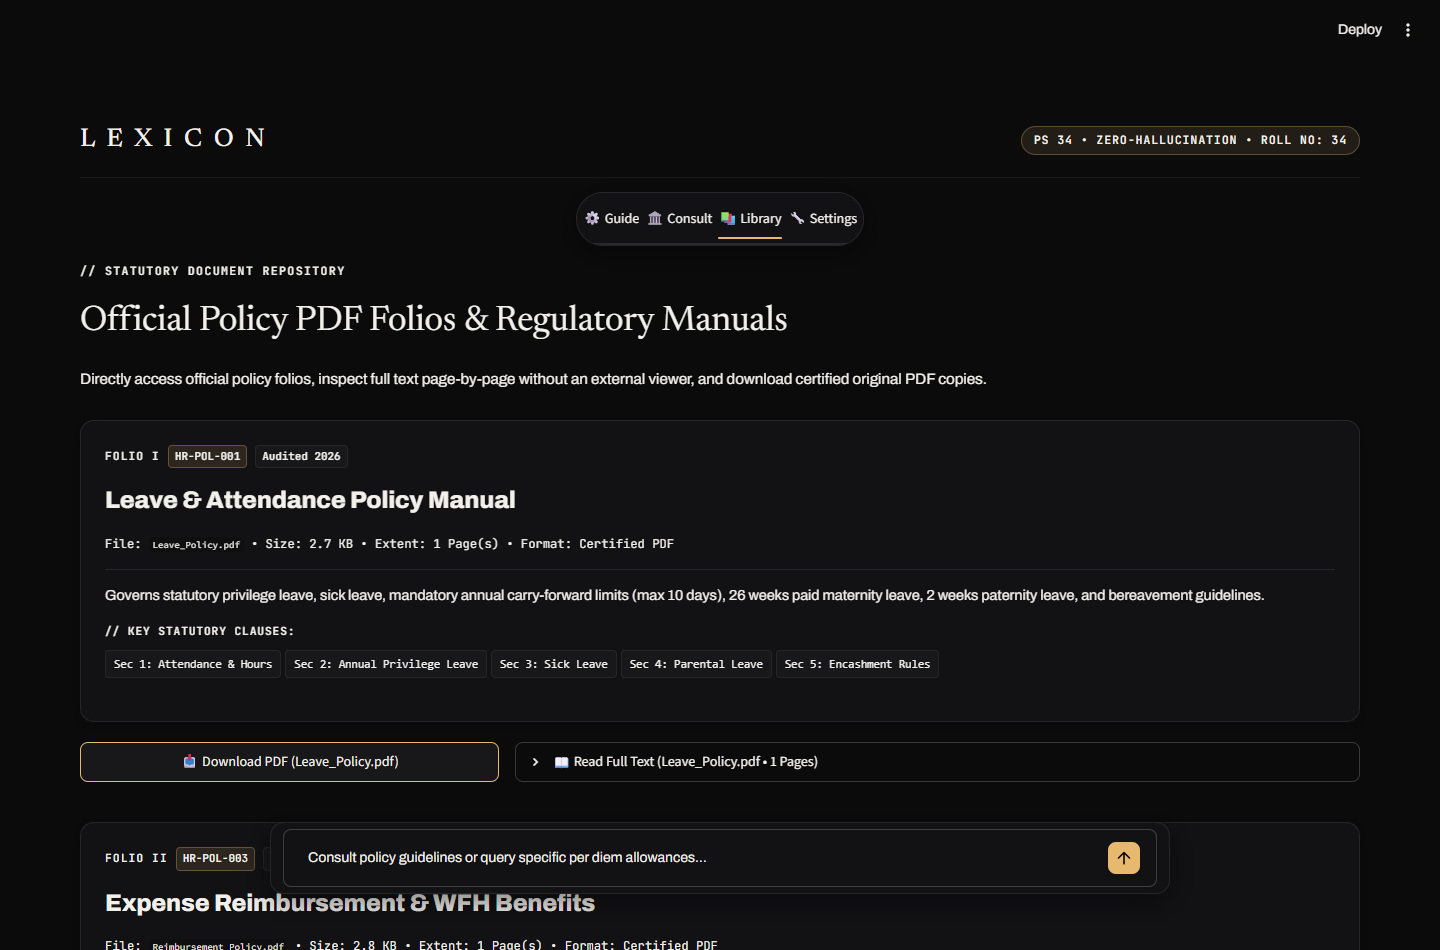 Deploy
LEXICON
PS 34 • ZERO-HALLUCINATION • ROLL NO: 34
Guide Consult Library Settings
// STATUTORY DOCUMENT REPOSITORY
Official Policy PDF Folios & Regulatory Manuals
Directly access official policy folios, inspect full text page-by-page without an external viewer, and download certified original PDF copies.
FOLIO I HR-POL-001 Audited 2026
Leave & Attendance Policy Manual
File: Leave_Policy.pdf • Size: 2.7 KB • Extent: 1 Page(s) • Format: Certified PDF
Governs statutory privilege leave, sick leave, mandatory annual carry-forward limits (max 10 days), 26 weeks paid maternity leave, 2 weeks paternity leave, and bereavement guidelines.
// KEY STATUTORY CLAUSES:
Sec 1: Attendance & Hours Sec 2: Annual Privilege Leave Sec 3: Sick Leave Sec 4: Parental Leave Sec 5: Encashment Rules
Download PDF (Leave_Policy.pdf)
Read Full Text (Leave_Policy.pdf • 1 Pages)
FOLIO II HR-POL-003
Consult policy guidelines or query specific per diem allowances...
Expense Reimbursement & WFH Benefits
File: Reimbursement_Policy.pdf • Size: 2.8 KB • Extent: 1 Page(s) • Format: Certified PDF